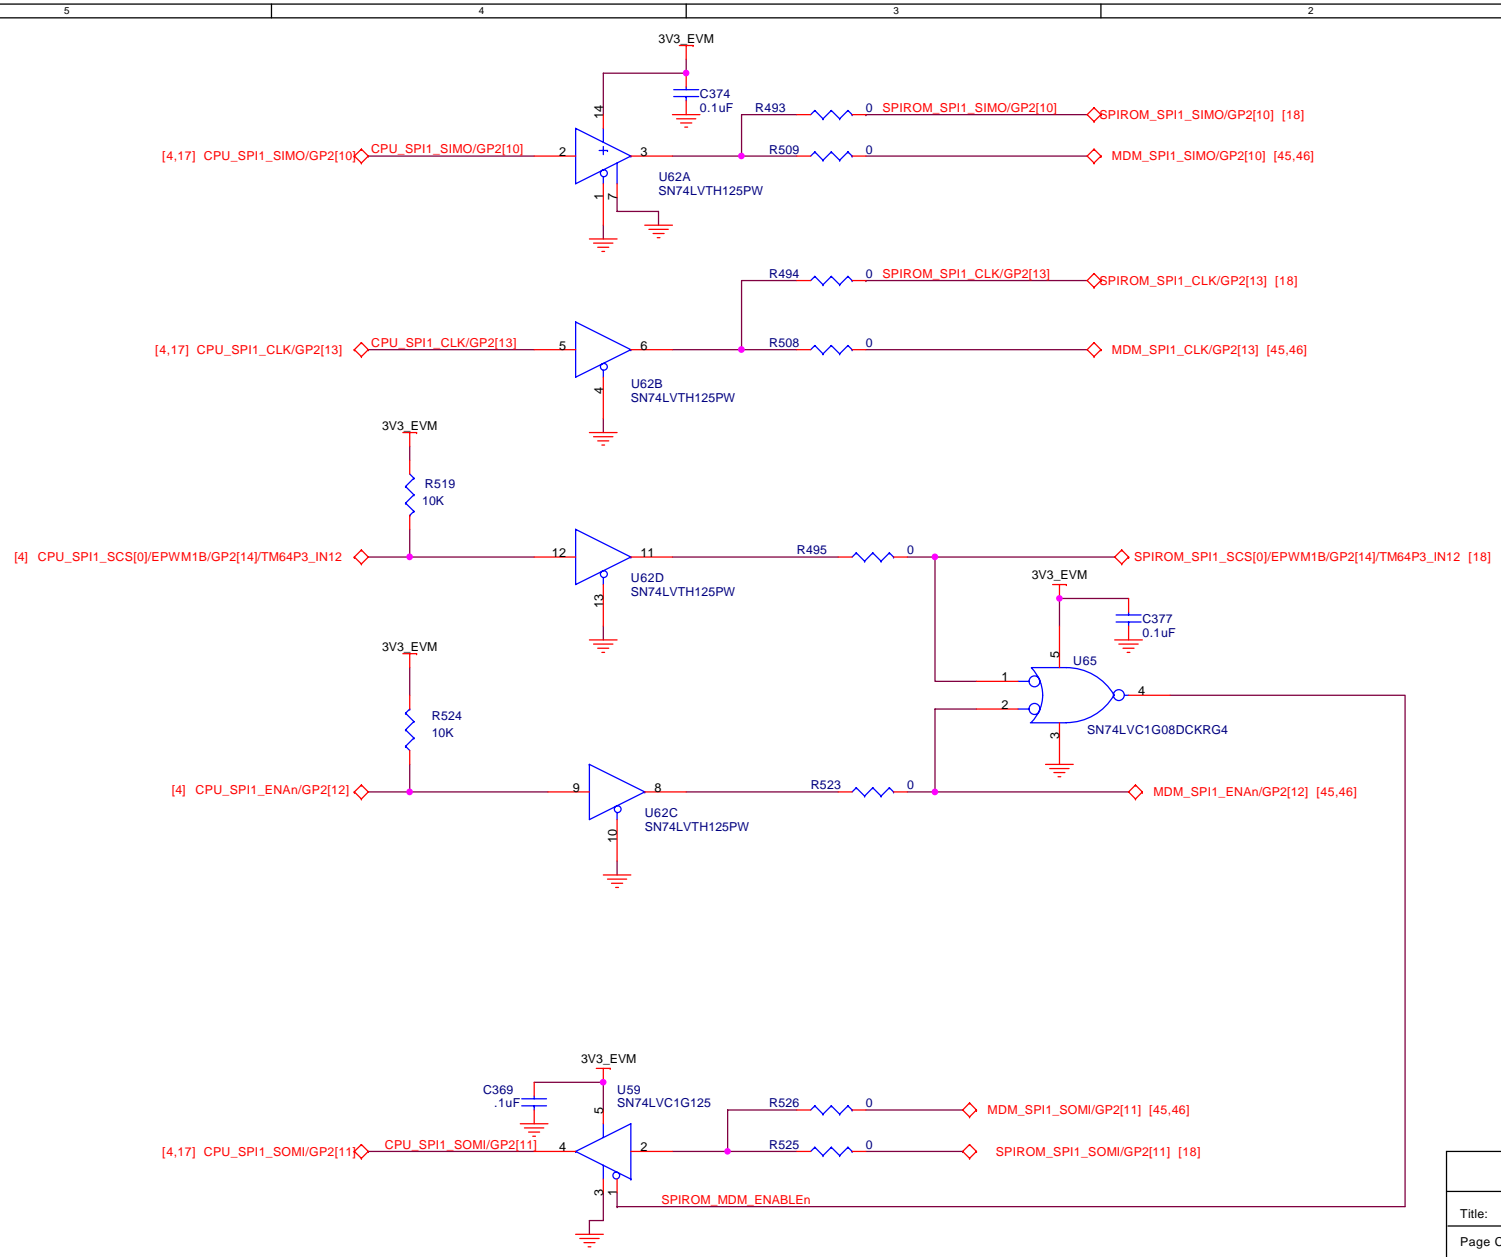 5 4 3 2
3V3_EVM
C374
0.1uF
14
R493 0 SPIROM_SPI1_SIMO/GP2[10] SPIROM_SPI1_SIMO/GP2[10] [18]
[4,17] CPU_SPI1_SIMO/GP2[10] CPU_SPI1_SIMO/GP2[10] 2 3 R509 0 MDM_SPI1_SIMO/GP2[10] [45,46]
U62A
SN74LVTH125PW
1 7
R494 0 SPIROM_SPI1_CLK/GP2[13] SPIROM_SPI1_CLK/GP2[13] [18]
[4,17] CPU_SPI1_CLK/GP2[13] CPU_SPI1_CLK/GP2[13] 5 6 R508 0 MDM_SPI1_CLK/GP2[13] [45,46]
U62B
SN74LVTH125PW
4
3V3_EVM
R519
10K
[4] CPU_SPI1_SCS[0]/EPWM1B/GP2[14]/TM64P3_IN12 12 11 R495 0 SPIROM_SPI1_SCS[0]/EPWM1B/GP2[14]/TM64P3_IN12 [18]
U62D
SN74LVTH125PW
13
3V3_EVM
C377
0.1uF
5
U65
1
2
4
3
SN74LVC1G08DCKRG4
3V3_EVM
R524
10K
[4] CPU_SPI1_ENAn/GP2[12] 9 8 R523 0 MDM_SPI1_ENAn/GP2[12] [45,46]
U62C
SN74LVTH125PW
10
3V3_EVM
C369
.1uF
U59
SN74LVC1G125
5
R526 0 MDM_SPI1_SOMI/GP2[11] [45,46]
[4,17] CPU_SPI1_SOMI/GP2[11] CPU_SPI1_SOMI/GP2[11] 4 2 R525 0 SPIROM_SPI1_SOMI/GP2[11] [18]
3 1
SPIROM_MDM_ENABLEn
Title:
Page C